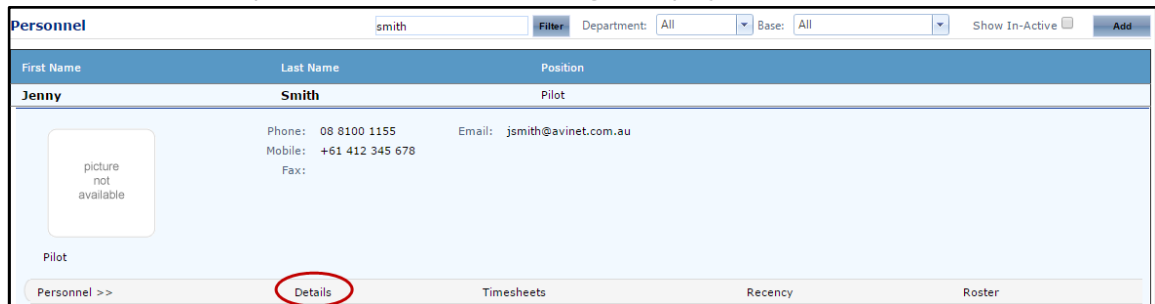 Personnel smith Filter Department: All Base: All Show In-Active Add
First Name Last Name Position
Jenny Smith Pilot
Phone: 08 8100 1155 Email: jsmith@avinet.com.au
Mobile: +61 412 345 678
Fax:
picture
not
available
Pilot
Personnel >> Details Timesheets Recency Roster